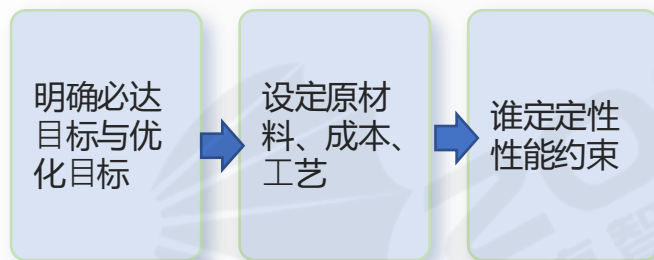 明确必达
目标与优
化目标
设定原材
料、成本、
工艺
谁定定性
性能约束